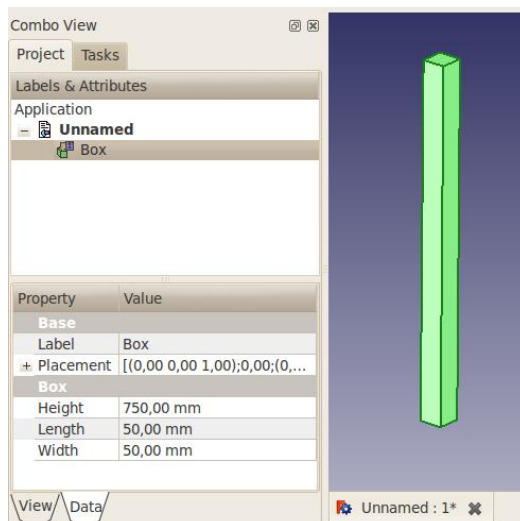 Combo View
Project Tasks
Labels & Attributes
Application
Unnamed
Box
Property Value
Base
Label Box
Placement [(0,00 0,00 1,00);0,00;(0,...
Box
Height 750,00 mm
Length 50,00 mm
Width 50,00 mm
View Data
Unnamed : 1*